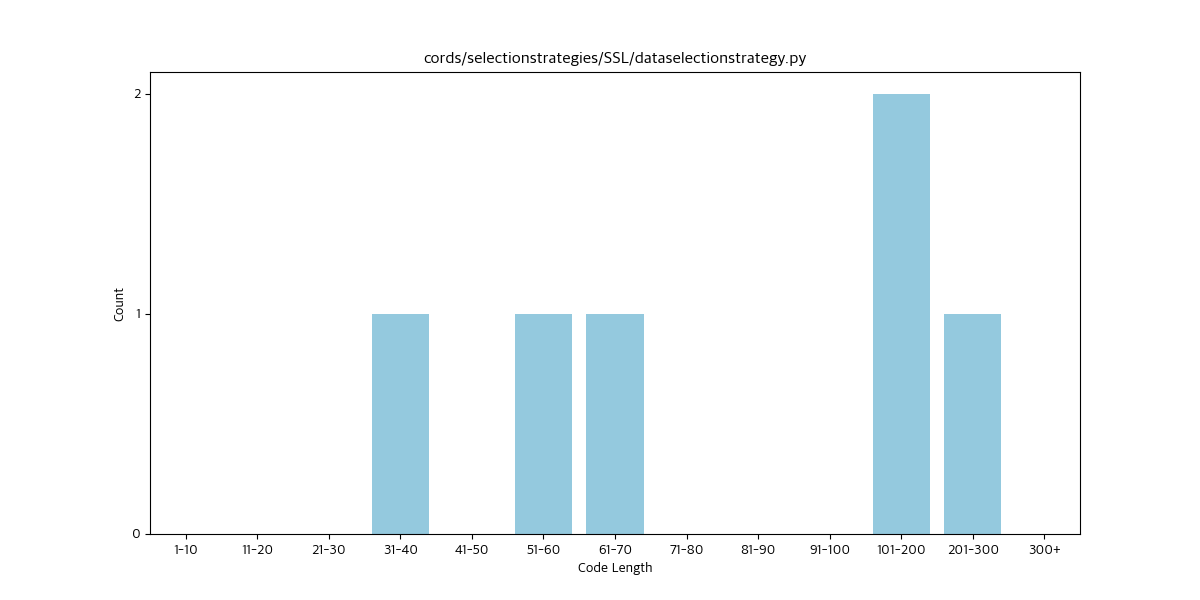 cords/selectionstrategies/SSL/dataselectionstrategy.py
2
1
0
Count
1-10 11-20 21-30 31-40 41-50 51-60 61-70 71-80 81-90 91-100 101-200 201-300 300+
Code Length